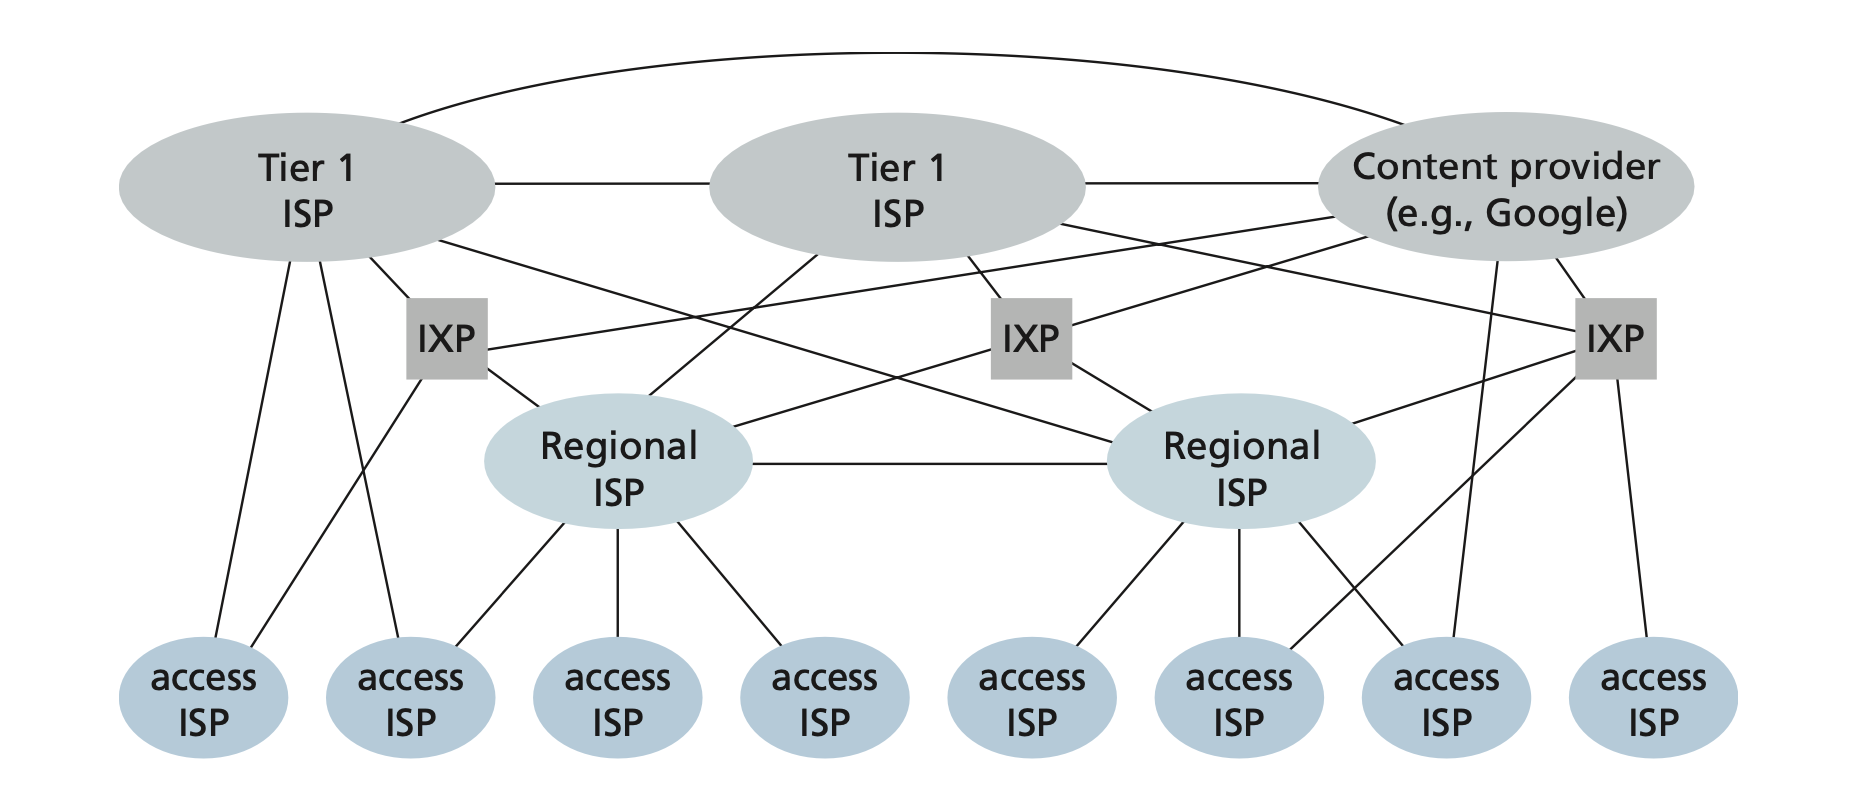 Tier 1
ISP
Tier 1
ISP
Content provider
(e.g., Google)
IXP
IXP
IXP
Regional
ISP
Regional
ISP
access
ISP
access
ISP
access
ISP
access
ISP
access
ISP
access
ISP
access
ISP
access
ISP